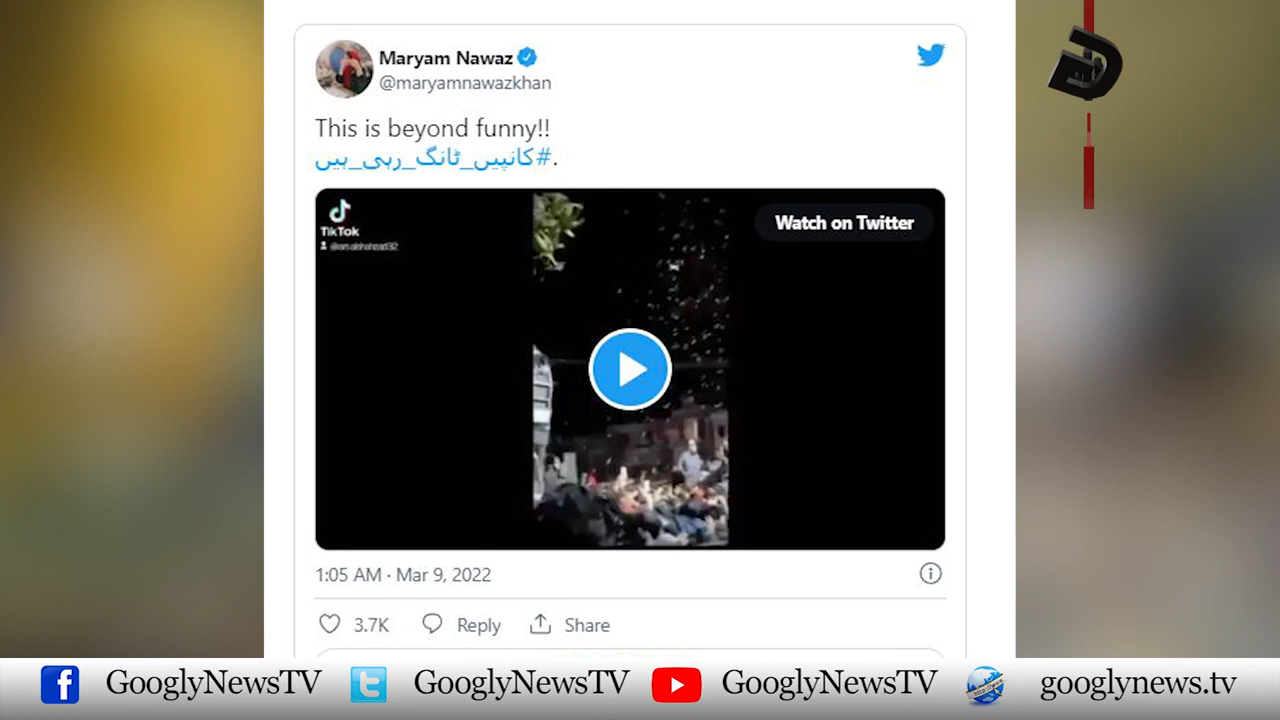 Maryam Nawaz
@maryamnawazkhan
This is beyond funny!!
#کانپیں_ٹانگ_رہی_ہیں.
TikTok
Watch on Twitter
1:05 AM · Mar 9, 2022
3.7K Reply Share
GooglyNewsTV GooglyNewsTV GooglyNewsTV googlynews.tv